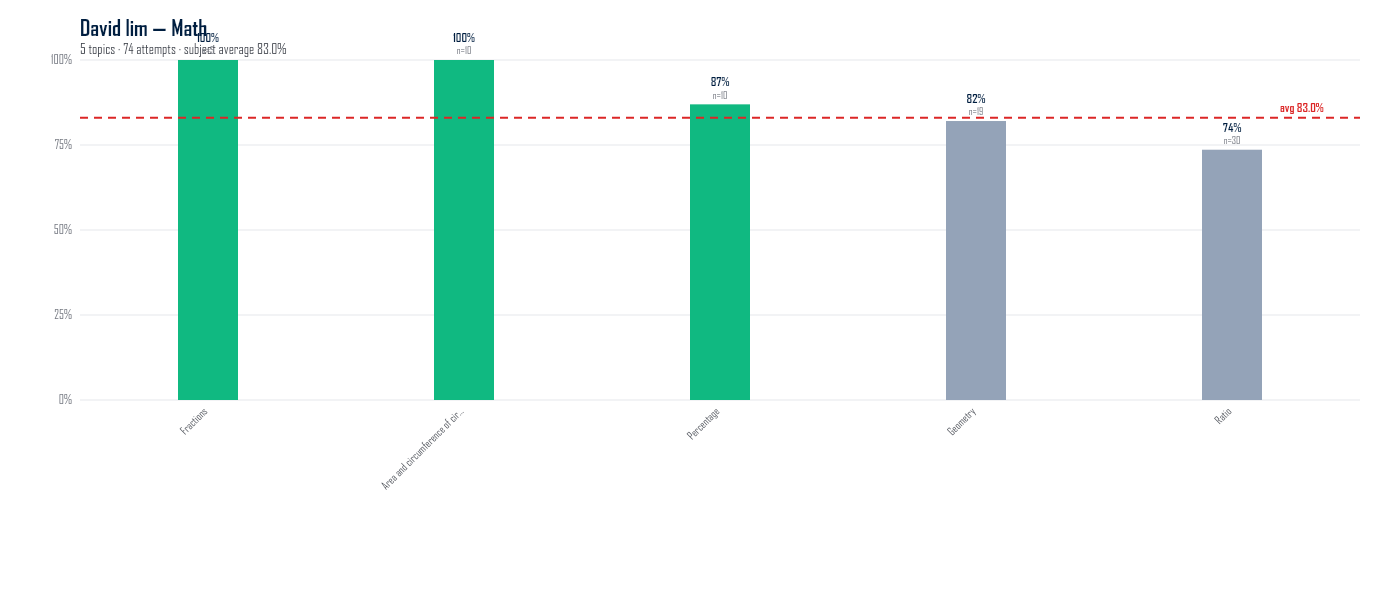 David lim — Math
5 topics · 74 attempts · subject average 83.0%
100%
75%
50%
25%
0%
100%
100%
n=10
87%
n=10
82%
n=19
74%
n=30
avg 83.0%
Fractions
Area and circumference of cir...
Percentage
Geometry
Ratio